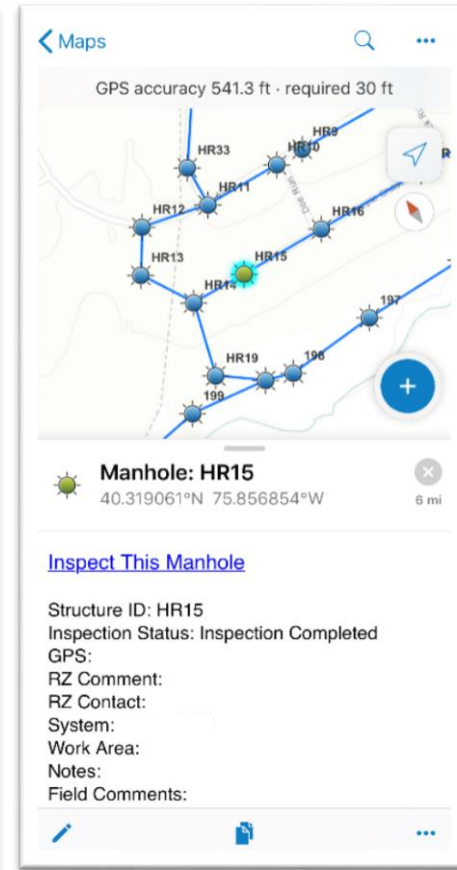 Maps
GPS accuracy 541.3 ft · required 30 ft
HR9
HR33
HR10
HR11
HR12
HR16
HR13
HR15
HR14
197
HR19
198
199
Manhole: HR15
40.319061°N 75.856854°W
6 mi
Inspect This Manhole
Structure ID: HR15
Inspection Status: Inspection Completed
GPS:
RZ Comment:
RZ Contact:
System:
Work Area:
Notes:
Field Comments: